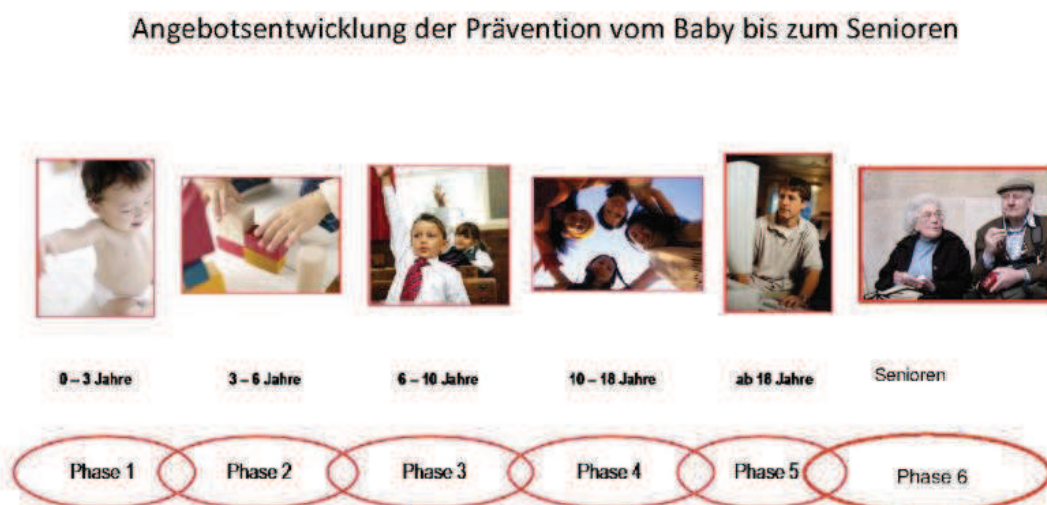 Angebotsentwicklung der Prävention vom Baby bis zum Senioren
0 – 3 Jahre
3 – 6 Jahre
6 – 10 Jahre
10 – 18 Jahre
ab 18 Jahre
Senioren
Phase 1
Phase 2
Phase 3
Phase 4
Phase 5
Phase 6